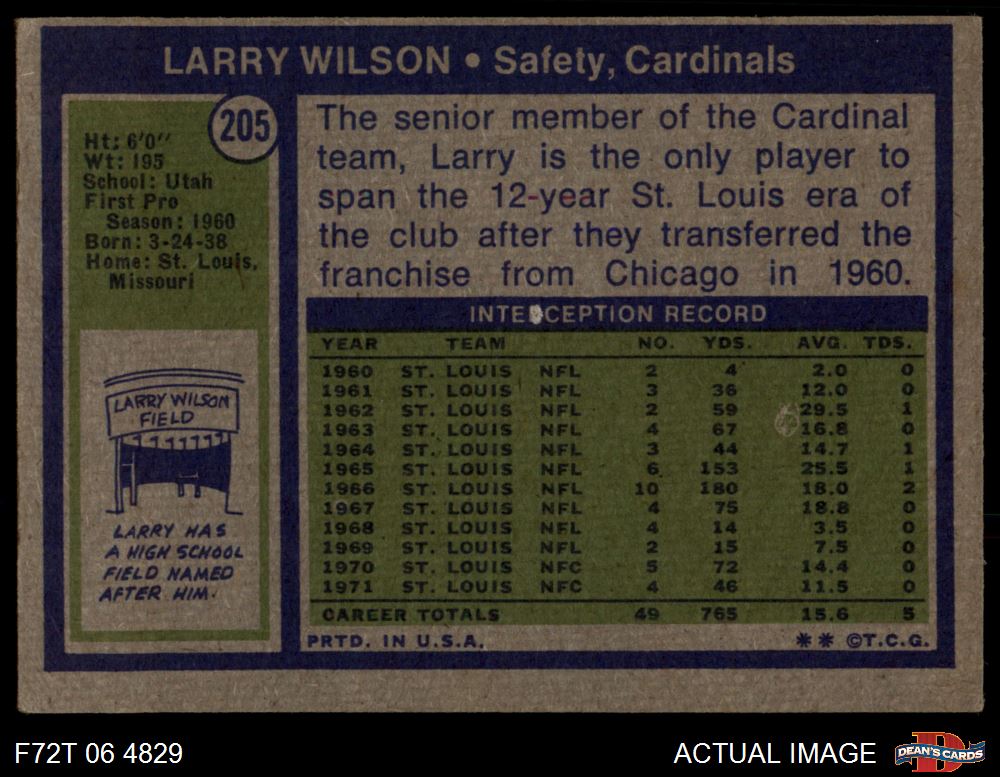 LARRY WILSON • Safety, Cardinals
205
Ht: 6'0''
Wt: 195
School: Utah
First Pro
Season: 1960
Born: 3-24-38
Home: St. Louis,
Missouri
LARRY WILSON
FIELD
LARRY HAS
A HIGH SCHOOL
FIELD NAMED
AFTER HIM.
The senior member of the Cardinal
team, Larry is the only player to
span the 12-year St. Louis era of
the club after they transferred the
franchise from Chicago in 1960.
INTERCEPTION RECORD
YEAR TEAM NO. YDS. AVG. TDS.
1960 ST. LOUIS NFL 2 4 2.0 0
1961 ST. LOUIS NFL 3 36 12.0 0
1962 ST. LOUIS NFL 2 59 29.5 1
1963 ST. LOUIS NFL 4 67 16.8 0
1964 ST. LOUIS NFL 3 44 14.7 1
1965 ST. LOUIS NFL 6 153 25.5 1
1966 ST. LOUIS NFL 10 180 18.0 2
1967 ST. LOUIS NFL 4 75 18.8 0
1968 ST. LOUIS NFL 4 14 3.5 0
1969 ST. LOUIS NFL 2 15 7.5 0
1970 ST. LOUIS NFC 5 72 14.4 0
1971 ST. LOUIS NFC 4 46 11.5 0
CAREER TOTALS 49 765 15.6 5
PRTD. IN U.S.A. ** ©T.C.G.
F72T 06 4829 ACTUAL IMAGE D DEAN'S CARDS